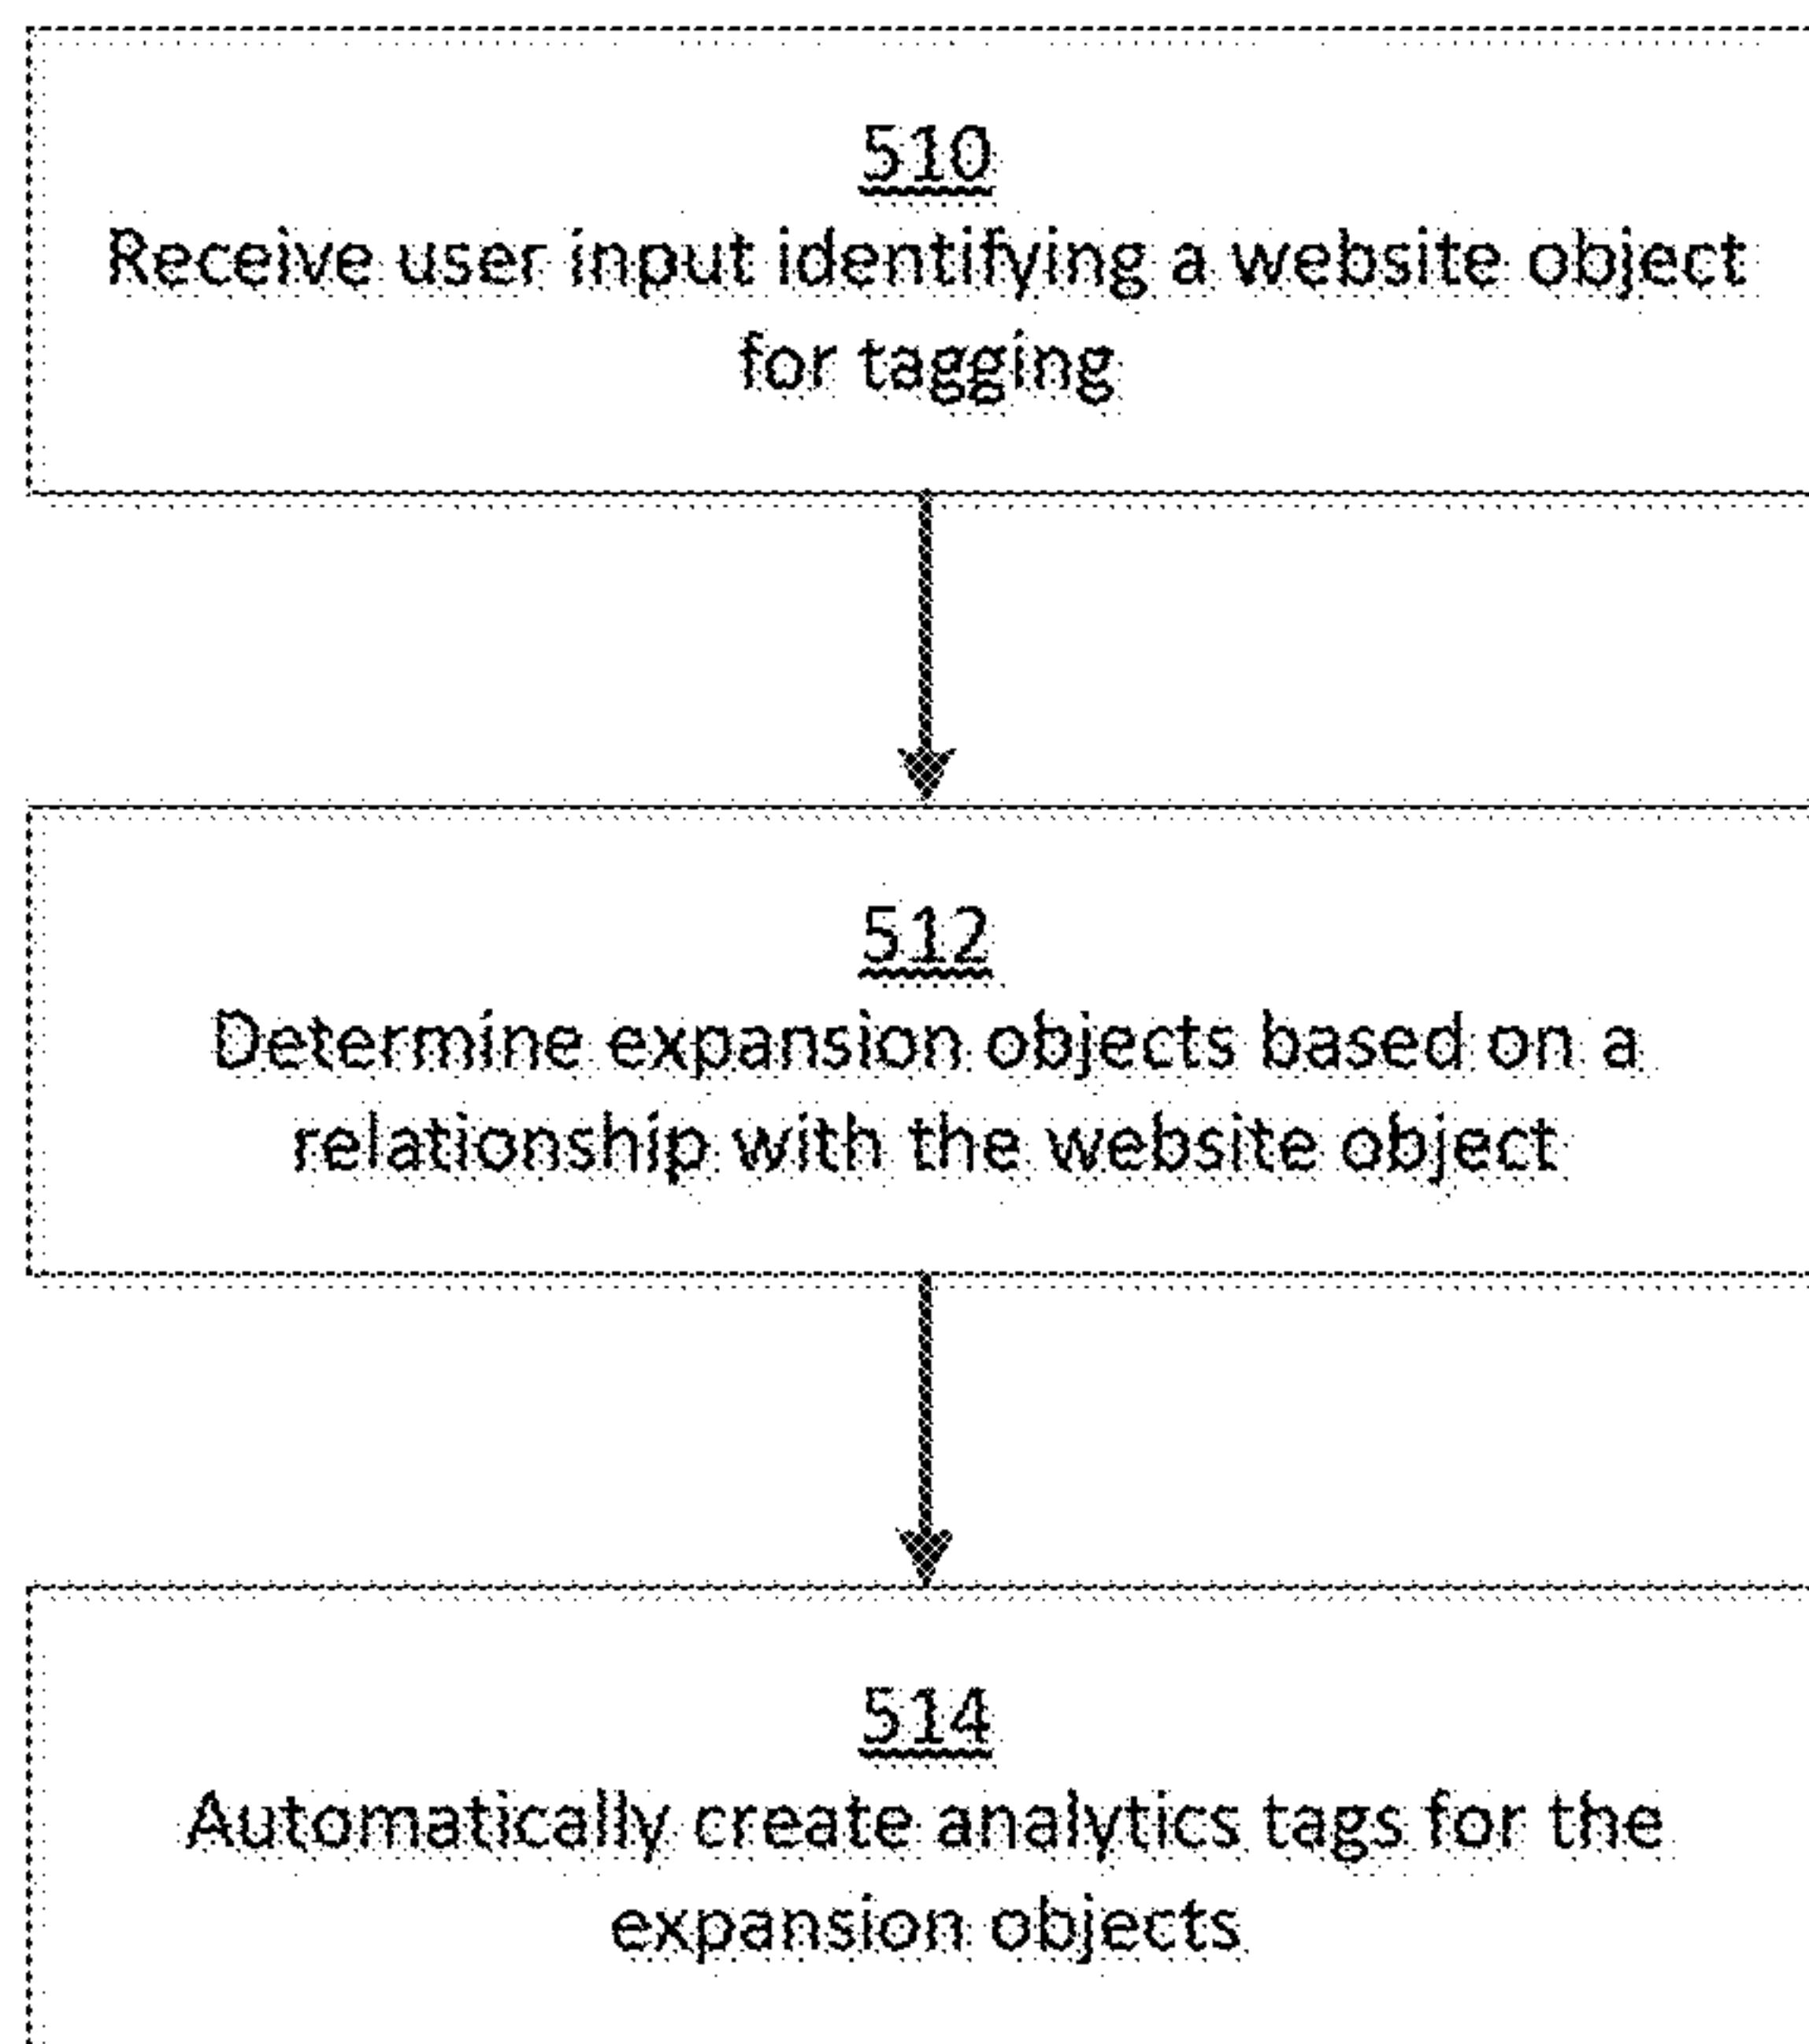 510
Receive user input identifying a website object
for tagging
512
Determine expansion objects based on a
relationship with the website object
514
Automatically create analytics tags for the
expansion objects